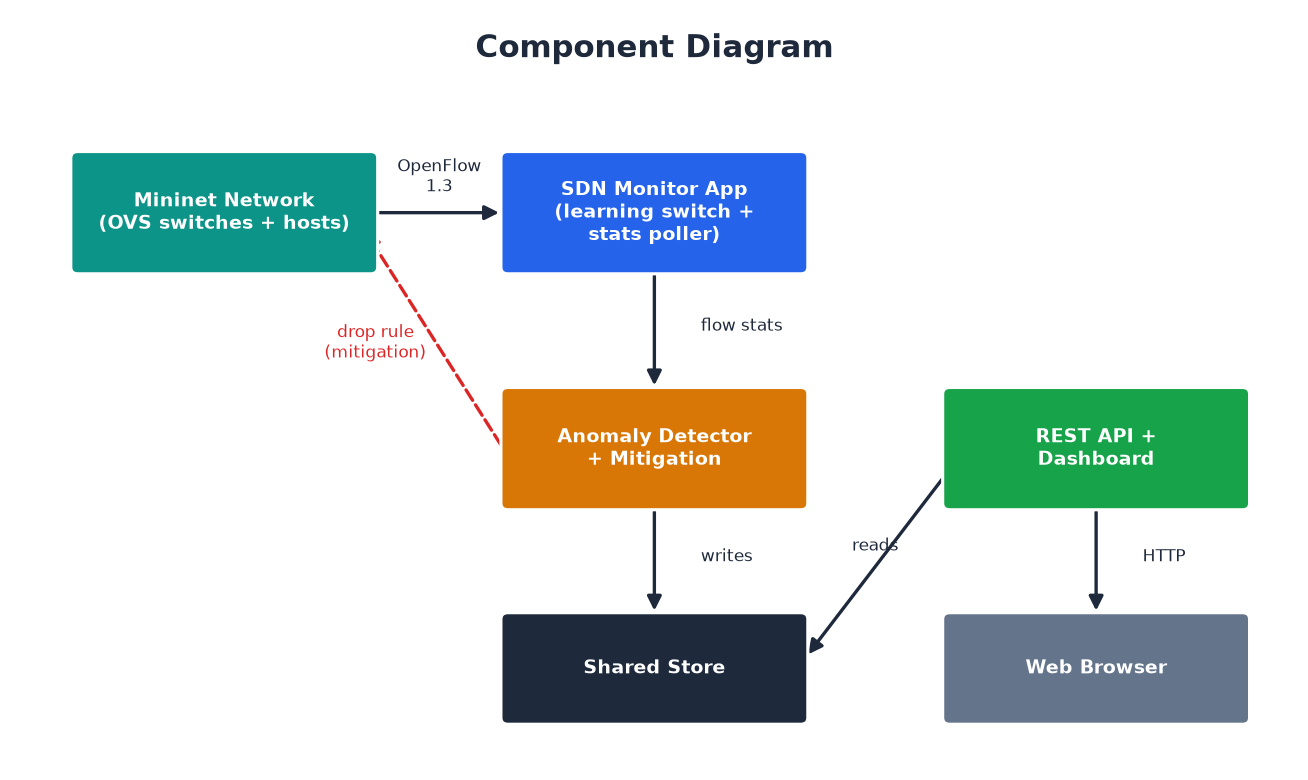 Component Diagram
Mininet Network
(OVS switches + hosts)
OpenFlow
1.3
SDN Monitor App
(learning switch +
stats poller)
drop rule
(mitigation)
flow stats
Anomaly Detector
+ Mitigation
REST API +
Dashboard
writes
reads
HTTP
Shared Store
Web Browser